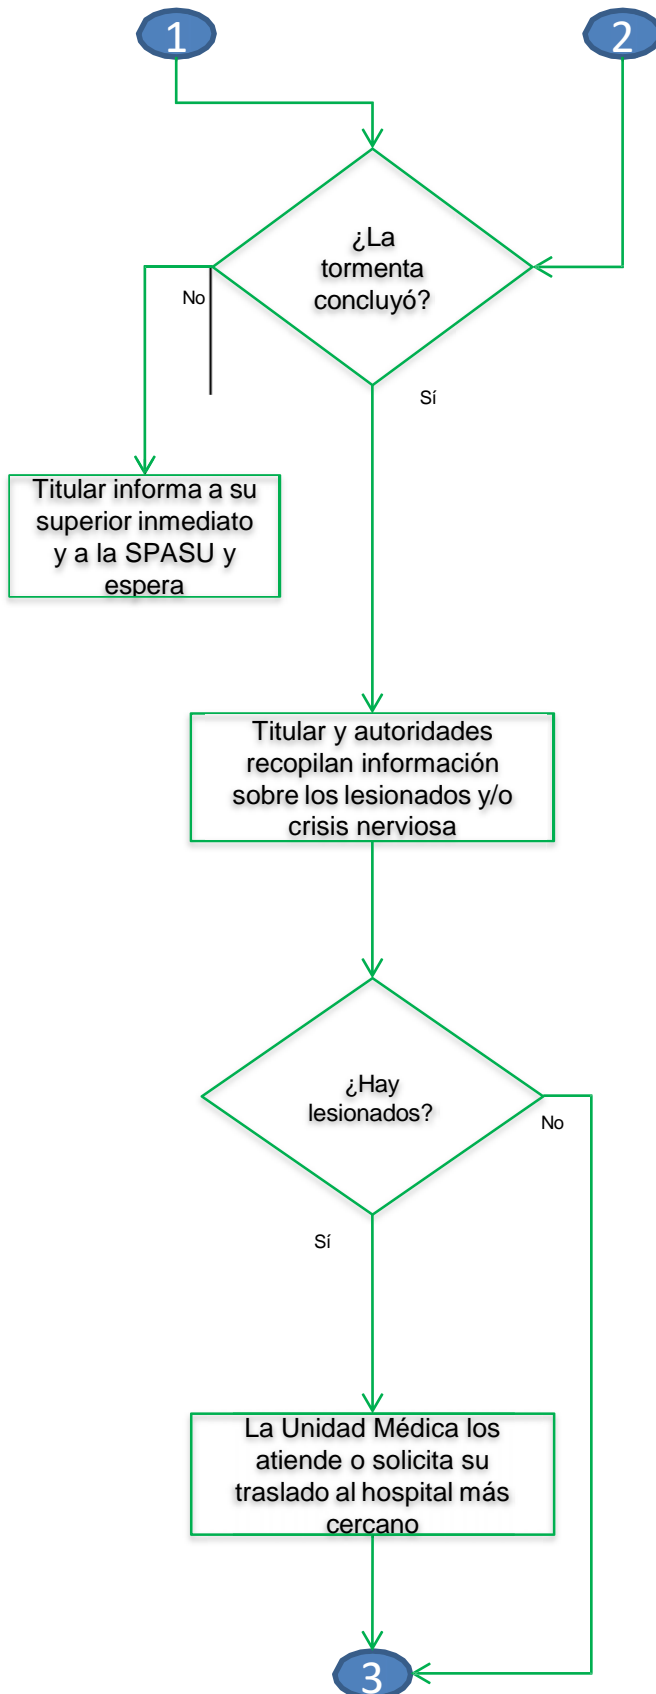 1
2
¿La
tormenta
concluyó?
No
Sí
Titular informa a su
superior inmediato
y a la SPASU y
espera
Titular y autoridades
recopilan información
sobre los lesionados y/o
crisis nerviosa
¿Hay
lesionados?
No
Sí
La Unidad Médica los
atiende o solicita su
traslado al hospital más
cercano
3